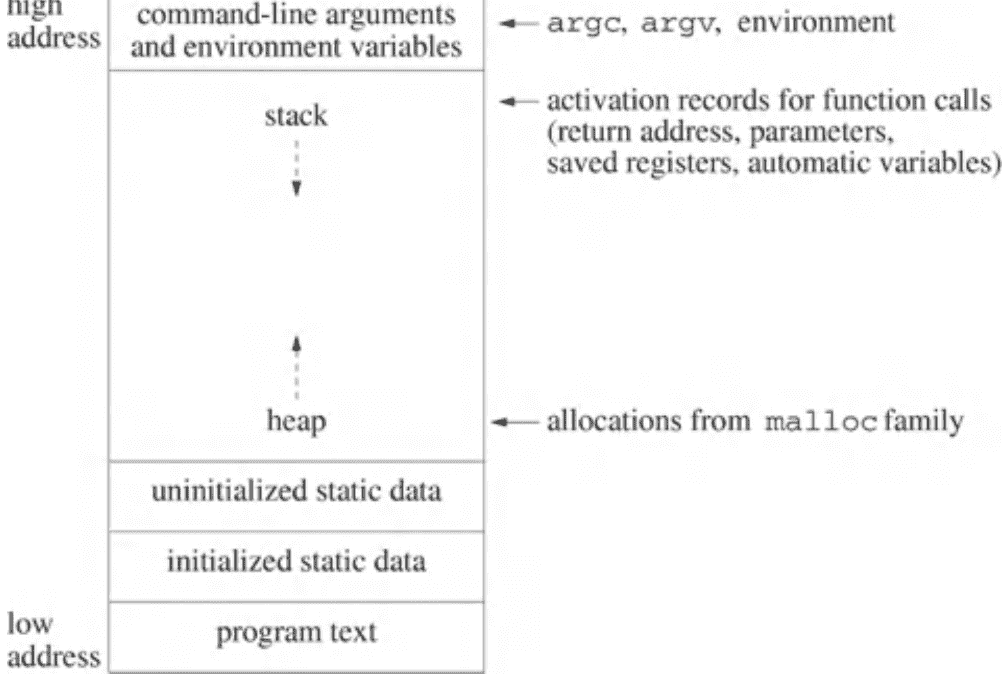 high
address
command-line arguments
and environment variables
argc, argv, environment
stack
activation records for function calls
(return address, parameters,
saved registers, automatic variables)
heap
allocations from malloc family
uninitialized static data
initialized static data
low
address
program text